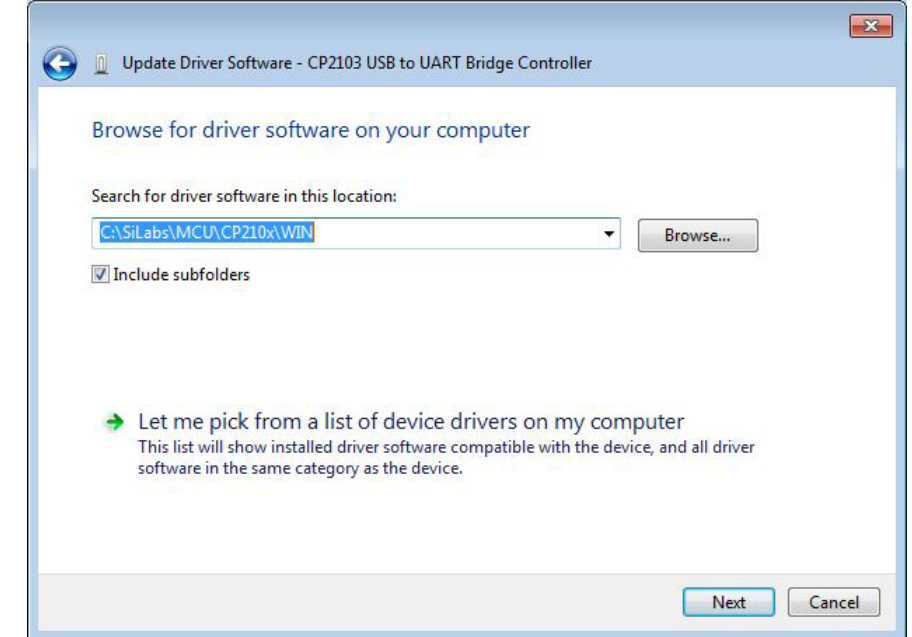 Update Driver Software - CP2103 USB to UART Bridge Controller
Browse for driver software on your computer
Search for driver software in this location:
C:\SiLabs\MCU\CP210x\WIN
Browse...
Include subfolders
Let me pick from a list of device drivers on my computer
This list will show installed driver software compatible with the device, and all driver
software in the same category as the device.
Next
Cancel